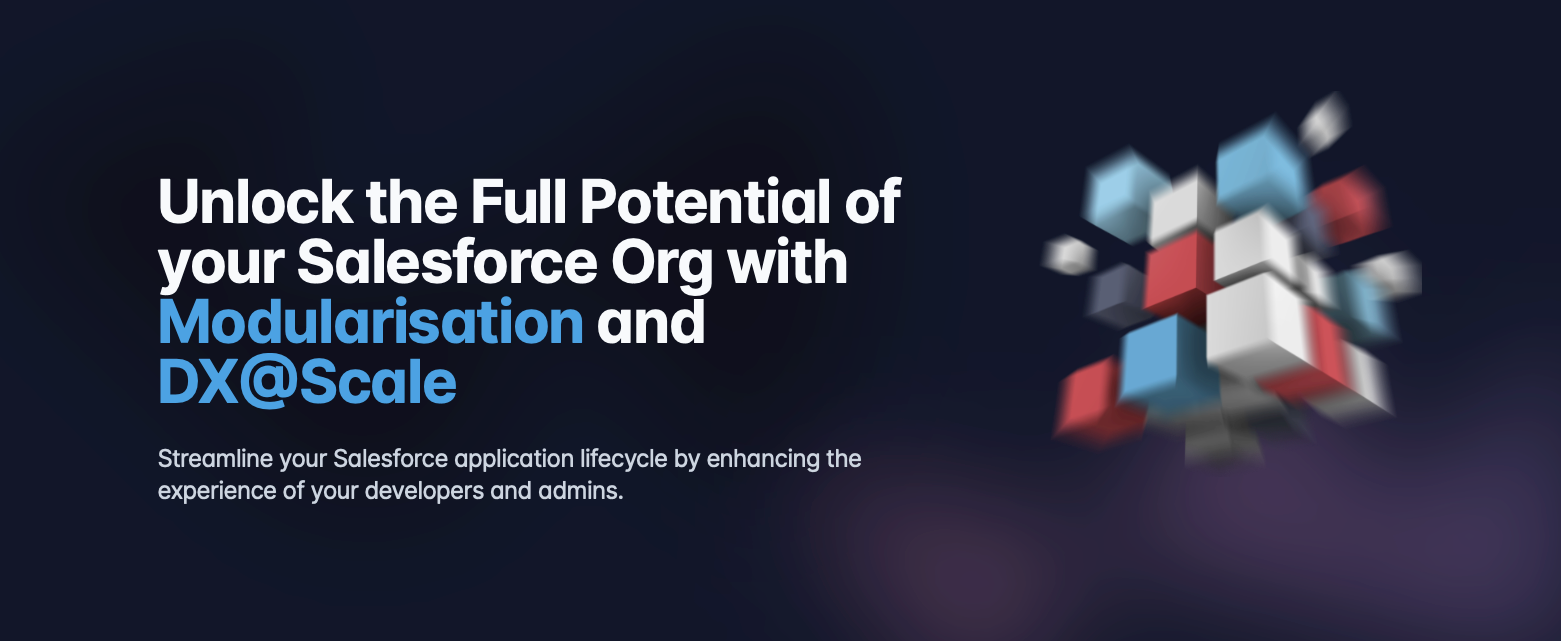 Unlock the Full Potential of
your Salesforce Org with
Modularisation and
DX@Scale
Streamline your Salesforce application lifecycle by enhancing the
experience of your developers and admins.